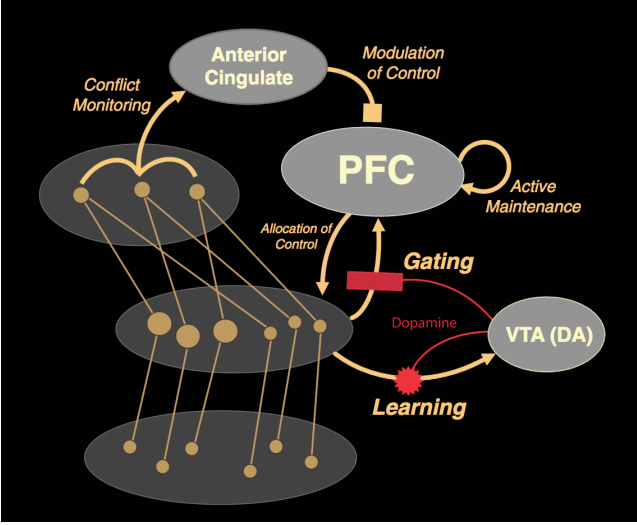 Anterior
Cingulate
Modulation
of Control
Conflict
Monitoring
PFC
Active
Maintenance
Allocation of
Control
Gating
Dopamine
VTA (DA)
Learning